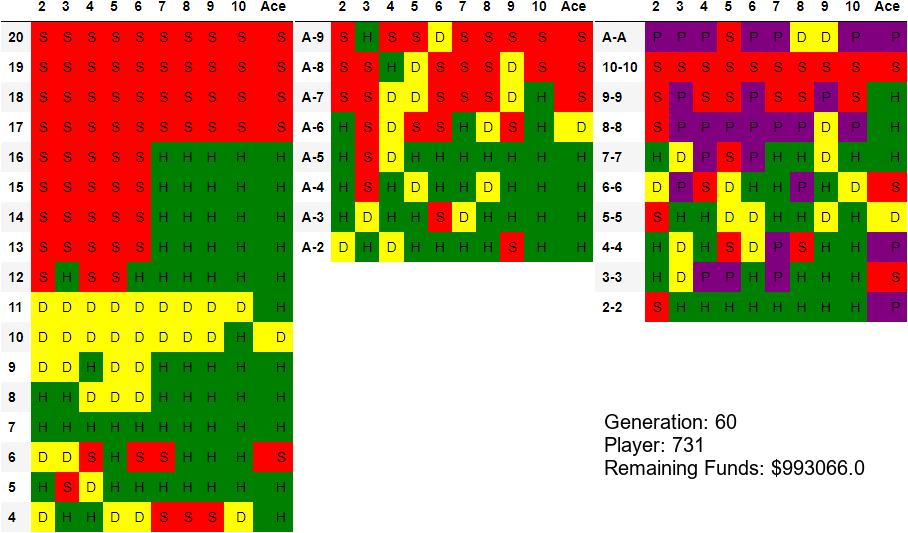 2 3 4 5 6 7 8 9 10 Ace
20 S S S S S S S S S S
19 S S S S S S S S S S
18 S S S S S S S S S S
17 S S S S S S S S S S
16 S S S S S H H H H H
15 S S S S S H H H H H
14 S S S S S H H H H H
13 S S S S S H H H H H
12 S H S S H H H H H H
11 D D D D D D D D D H
10 D D D D D D D D H D
9 D D H D D H H H H H
8 H H D D D H H H H H
7 H H H H H H H H H H
6 D D S H S S H H H S
5 H S D H H H H H H H
4 D H H D D S S S D H
2 3 4 5 6 7 8 9 10 Ace
A-9 S H S S D S S S S S
A-8 S S H D S S S D S S
A-7 S S D D S S S D H S
A-6 H S D S S H D S H D
A-5 H S D H H H H H H H
A-4 H S H D H H D H H H
A-3 H D H H S D H H H H
A-2 D H D H H H H S H H
2 3 4 5 6 7 8 9 10 Ace
A-A P P P S P P D D P P
10-10 S S S S S S S S S S
9-9 S P S S P S S P S H
8-8 S P P P P P P D P H
7-7 H D P S P H H D H H
6-6 D P S D H H P H D S
5-5 S H H D D H H D H D
4-4 H D H S D P S H H P
3-3 H D P P H P H H H S
2-2 S H H H H H H H H P
Generation: 60
Player: 731
Remaining Funds: $993066.0